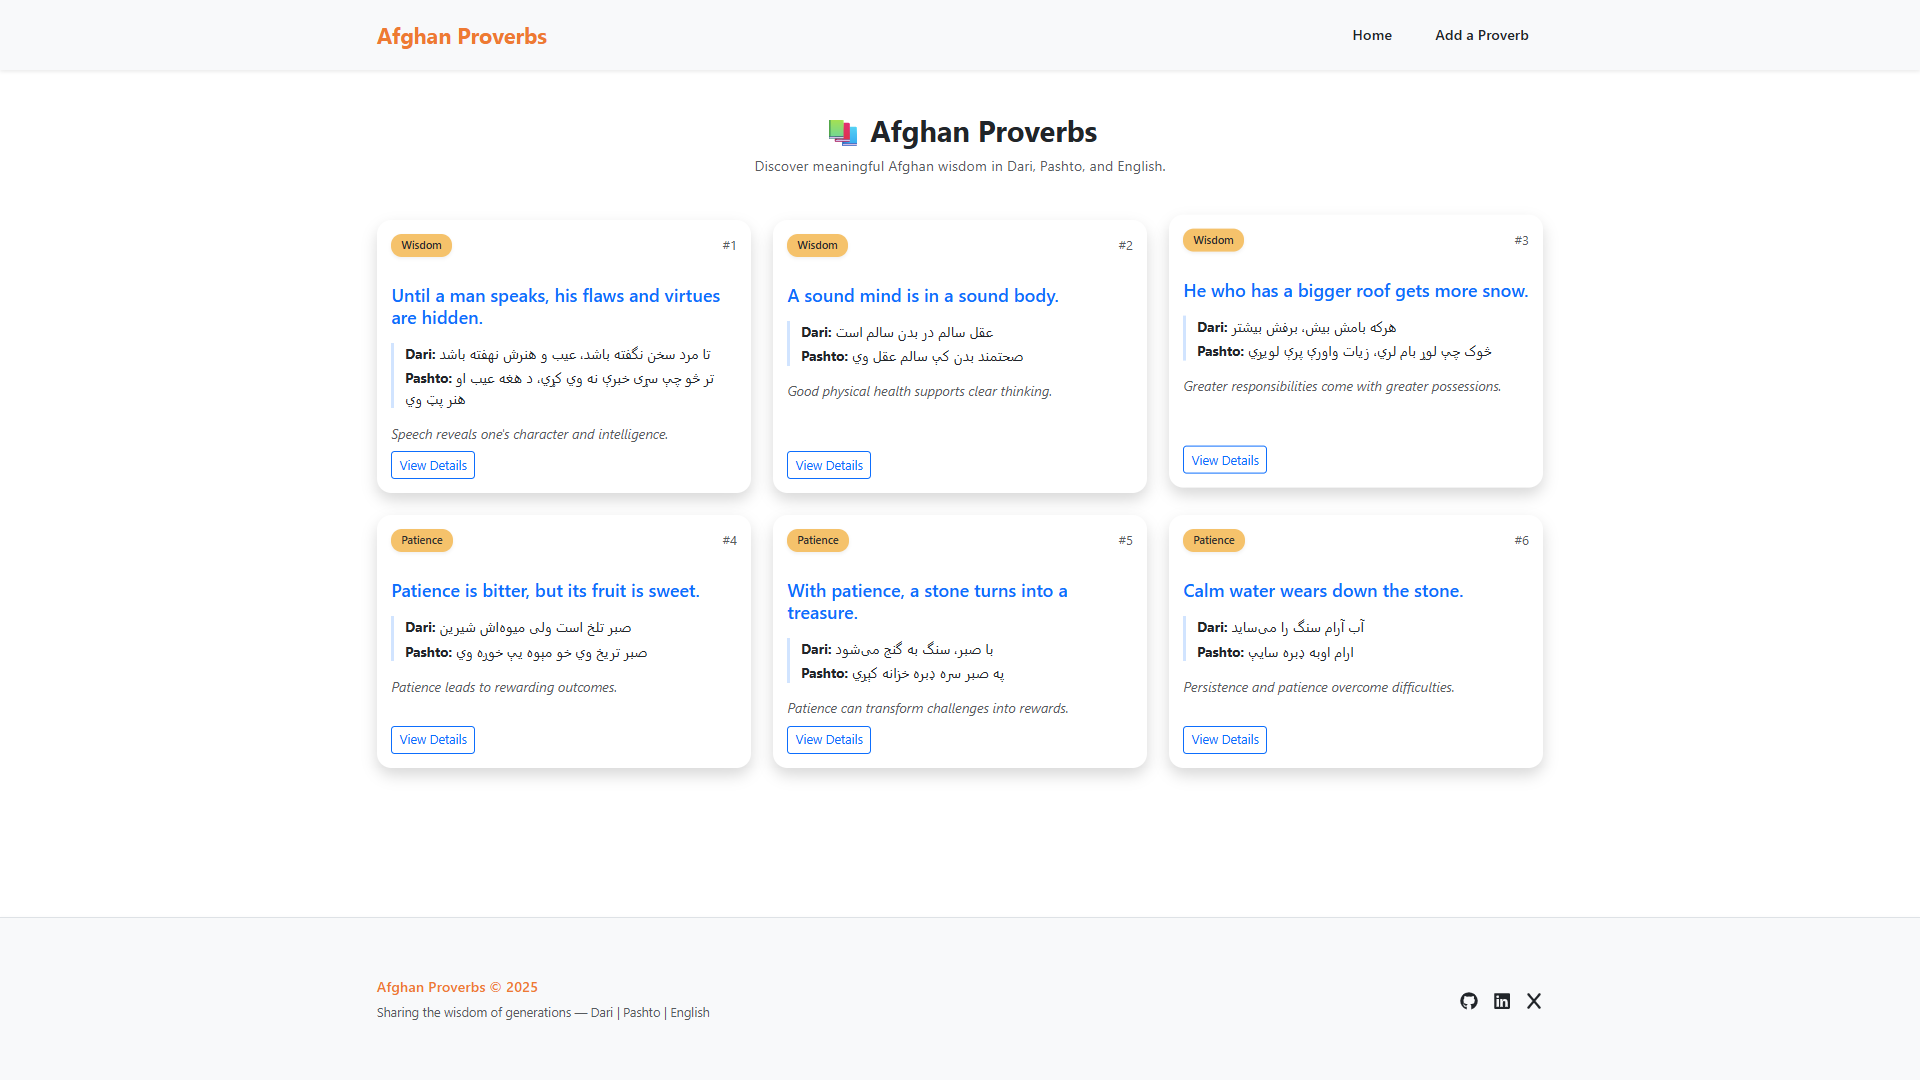 Afghan Proverbs
Home
Add a Proverb
📚 Afghan Proverbs
Discover meaningful Afghan wisdom in Dari, Pashto, and English.
Wisdom
#1
Until a man speaks, his flaws and virtues
are hidden.
Dari: تا مرد سخن نگفته باشد، عیب و هنرش نهفته باشد
Pashto: تر څو چې سړی خبرې نه وي کړي، د هغه عیب او
هنر پټ وي
Speech reveals one's character and intelligence.
View Details
Wisdom
#2
A sound mind is in a sound body.
Dari: عقل سالم در بدن سالم است
Pashto: صحتمند بدن کې سالم عقل وي
Good physical health supports clear thinking.
View Details
Wisdom
#3
He who has a bigger roof gets more snow.
Dari: هرکه بامش بیش، برفش بیشتر
Pashto: څوک چې لوړ بام لري، زیات واورې پرې لویږي
Greater responsibilities come with greater possessions.
View Details
Patience
#4
Patience is bitter, but its fruit is sweet.
Dari: صبر تلخ است ولی میوه‌اش شیرین
Pashto: صبر تریخ وي خو مېوه یې خوږه وي
Patience leads to rewarding outcomes.
View Details
Patience
#5
With patience, a stone turns into a
treasure.
Dari: با صبر، سنگ به گنج می‌شود
Pashto: په صبر سره ډبره خزانه کېږي
Patience can transform challenges into rewards.
View Details
Patience
#6
Calm water wears down the stone.
Dari: آب آرام سنگ را می‌ساید
Pashto: ارام اوبه ډبره سایي
Persistence and patience overcome difficulties.
View Details
Afghan Proverbs © 2025
Sharing the wisdom of generations — Dari | Pashto | English